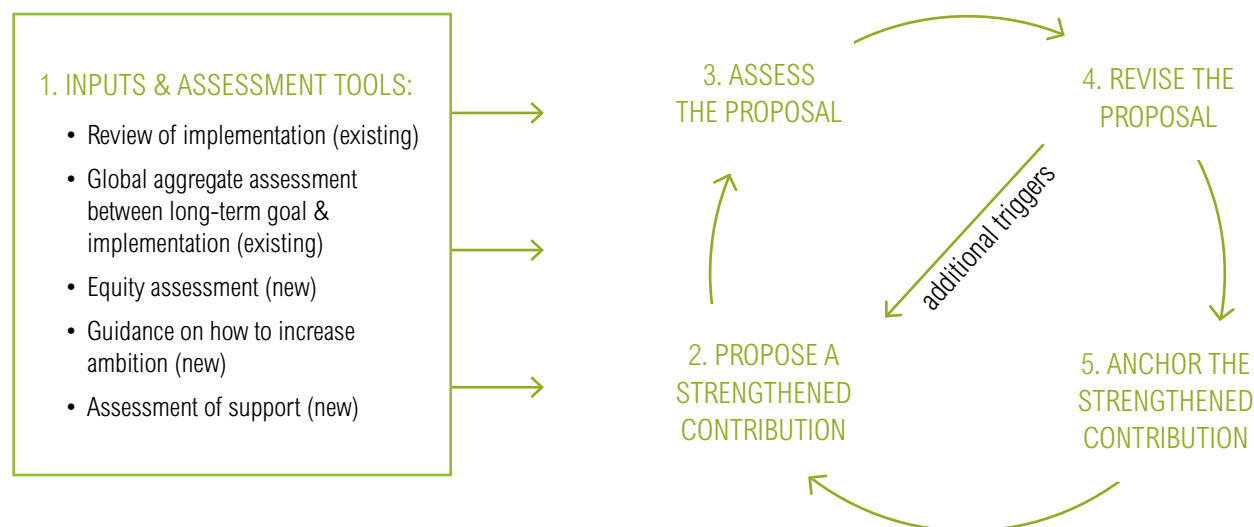 1. INPUTS & ASSESSMENT TOOLS:
• Review of implementation (existing)
• Global aggregate assessment
between long-term goal &
implementation (existing)
• Equity assessment (new)
• Guidance on how to increase
ambition (new)
• Assessment of support (new)
3. ASSESS
THE PROPOSAL
4. REVISE THE
PROPOSAL
additional triggers
2. PROPOSE A
STRENGTHENED
CONTRIBUTION
5. ANCHOR THE
STRENGTHENED
CONTRIBUTION